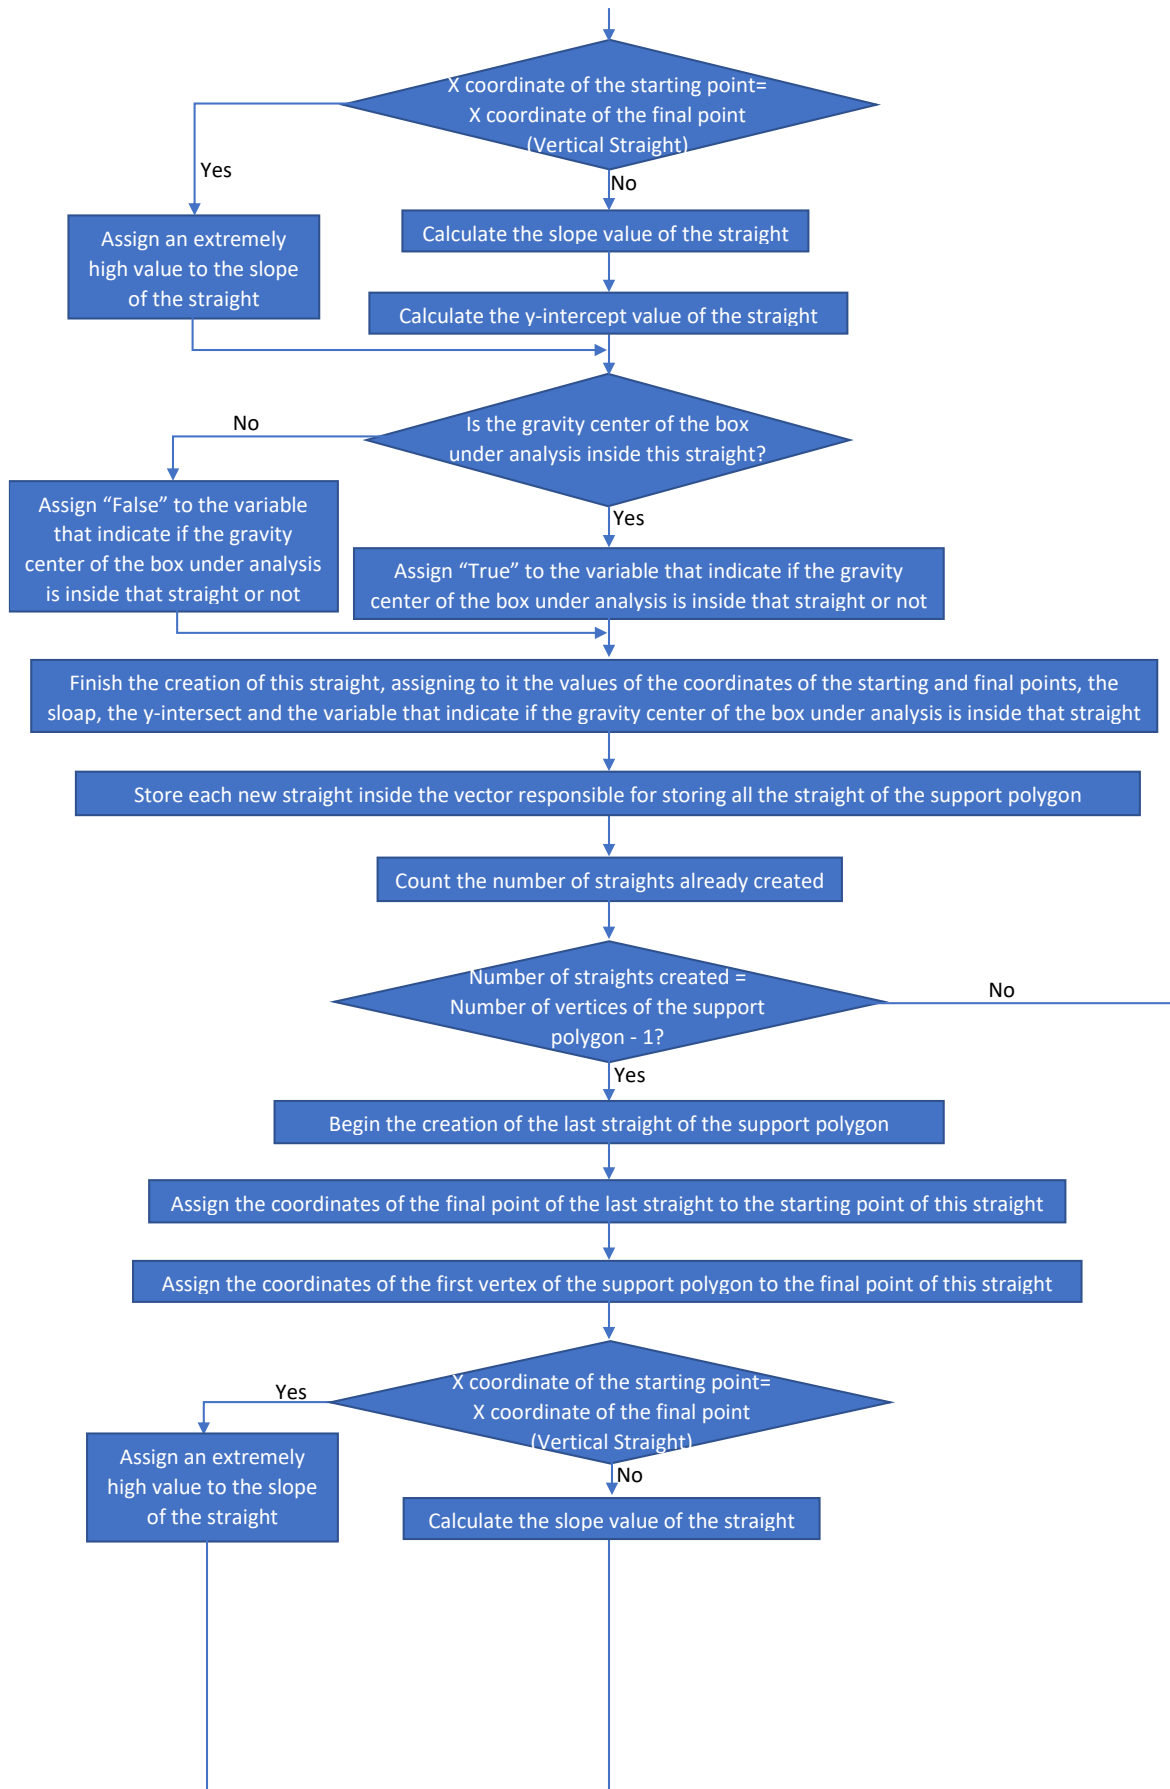 X coordinate of the starting point=
X coordinate of the final point
(Vertical Straight)
Yes
No
Assign an extremely
high value to the slope
of the straight
Calculate the slope value of the straight
Calculate the y-intercept value of the straight
No
Is the gravity center of the box
under analysis inside this straight?
Assign “False” to the variable
that indicate if the gravity
center of the box under analysis
is inside that straight or not
Yes
Assign “True” to the variable that indicate if the gravity
center of the box under analysis is inside that straight or not
Finish the creation of this straight, assigning to it the values of the coordinates of the starting and final points, the
sloap, the y-intersect and the variable that indicate if the gravity center of the box under analysis is inside that straight
Store each new straight inside the vector responsible for storing all the straight of the support polygon
Count the number of straights already created
Number of straights created =
Number of vertices of the support
polygon - 1?
No
Yes
Begin the creation of the last straight of the support polygon
Assign the coordinates of the final point of the last straight to the starting point of this straight
Assign the coordinates of the first vertex of the support polygon to the final point of this straight
X coordinate of the starting point=
X coordinate of the final point
(Vertical Straight)
Yes
No
Assign an extremely
high value to the slope
of the straight
Calculate the slope value of the straight